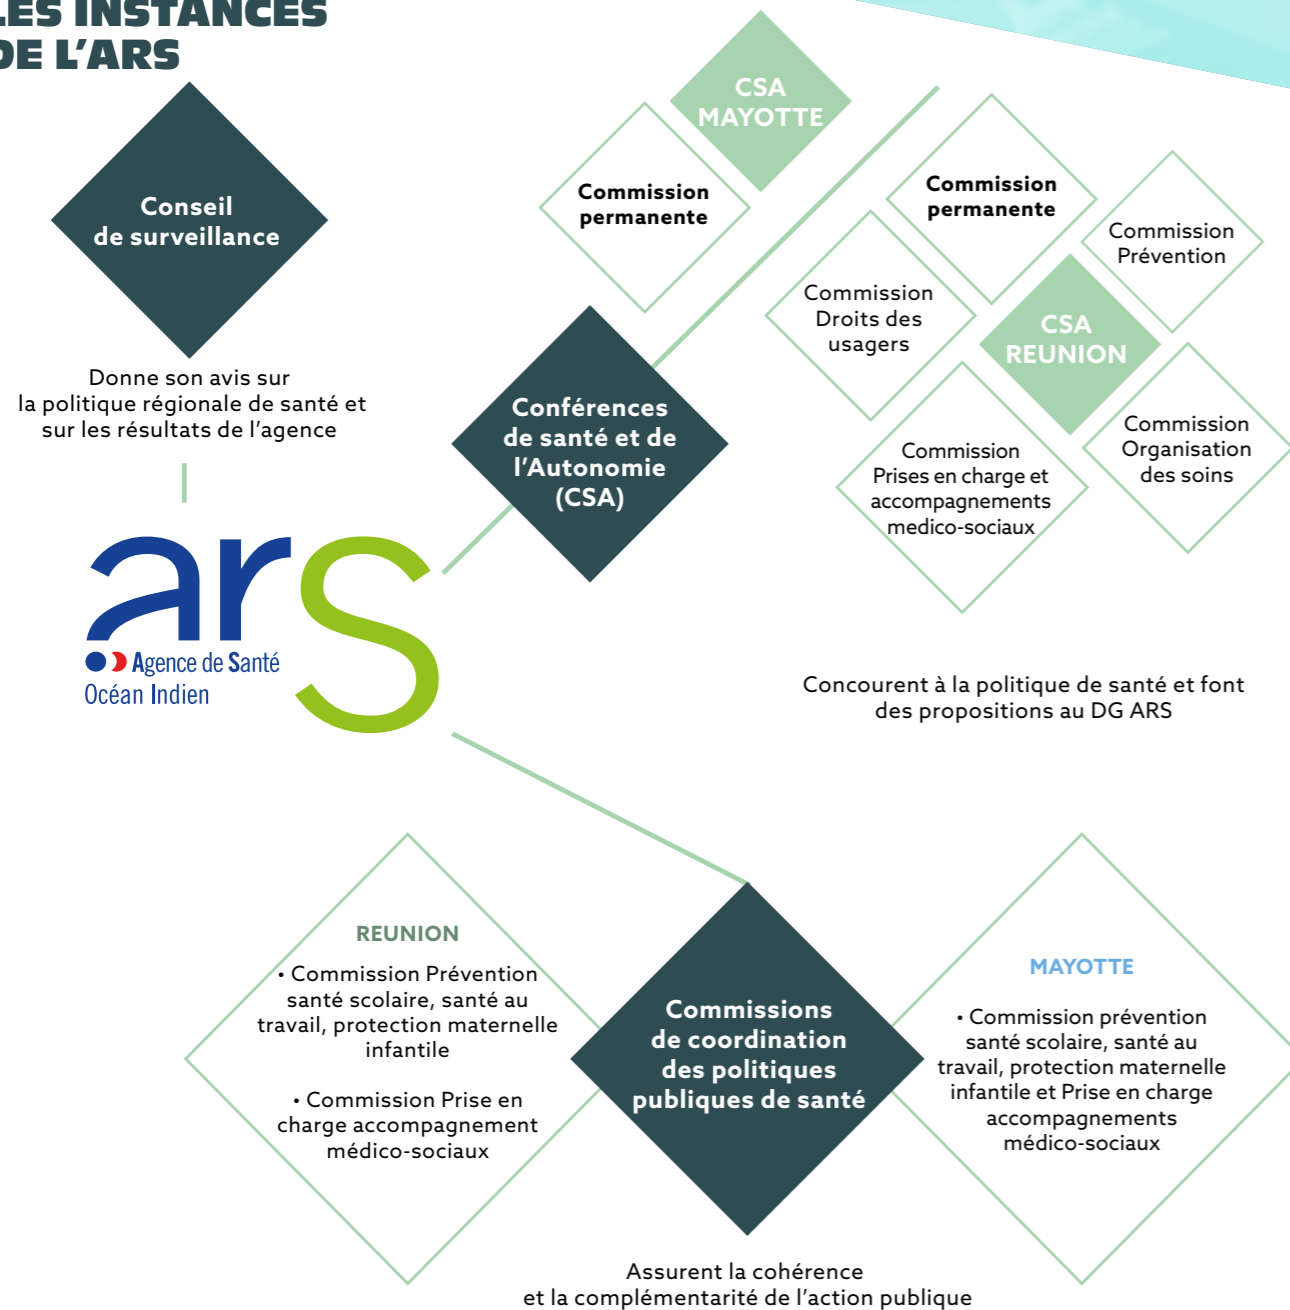 LES INSTANCES
DE L'ARS
Conseil
de surveillance
Donne son avis sur
la politique régionale de santé et
sur les résultats de l'agence
CSA
MAYOTTE
Commission
permanente
Commission
permanente
Commission
Prévention
Commission
Droits des
usagers
CSA
REUNION
Commission
Organisation
des soins
Commission
Prises en charge et
accompagnements
medico-sociaux
Conférences
de santé et de
l'Autonomie
(CSA)
Concourent à la politique de santé et font
des propositions au DG ARS
ars
Agence de Santé
Océan Indien
REUNION
• Commission Prévention
santé scolaire, santé au
travail, protection maternelle
infantile
• Commission Prise en
charge accompagnement
médico-sociaux
Commissions
de coordination
des politiques
publiques de santé
MAYOTTE
• Commission prévention
santé scolaire, santé au
travail, protection maternelle
infantile et Prise en charge
accompagnements
médico-sociaux
Assurent la cohérence
et la complémentarité de l'action publique